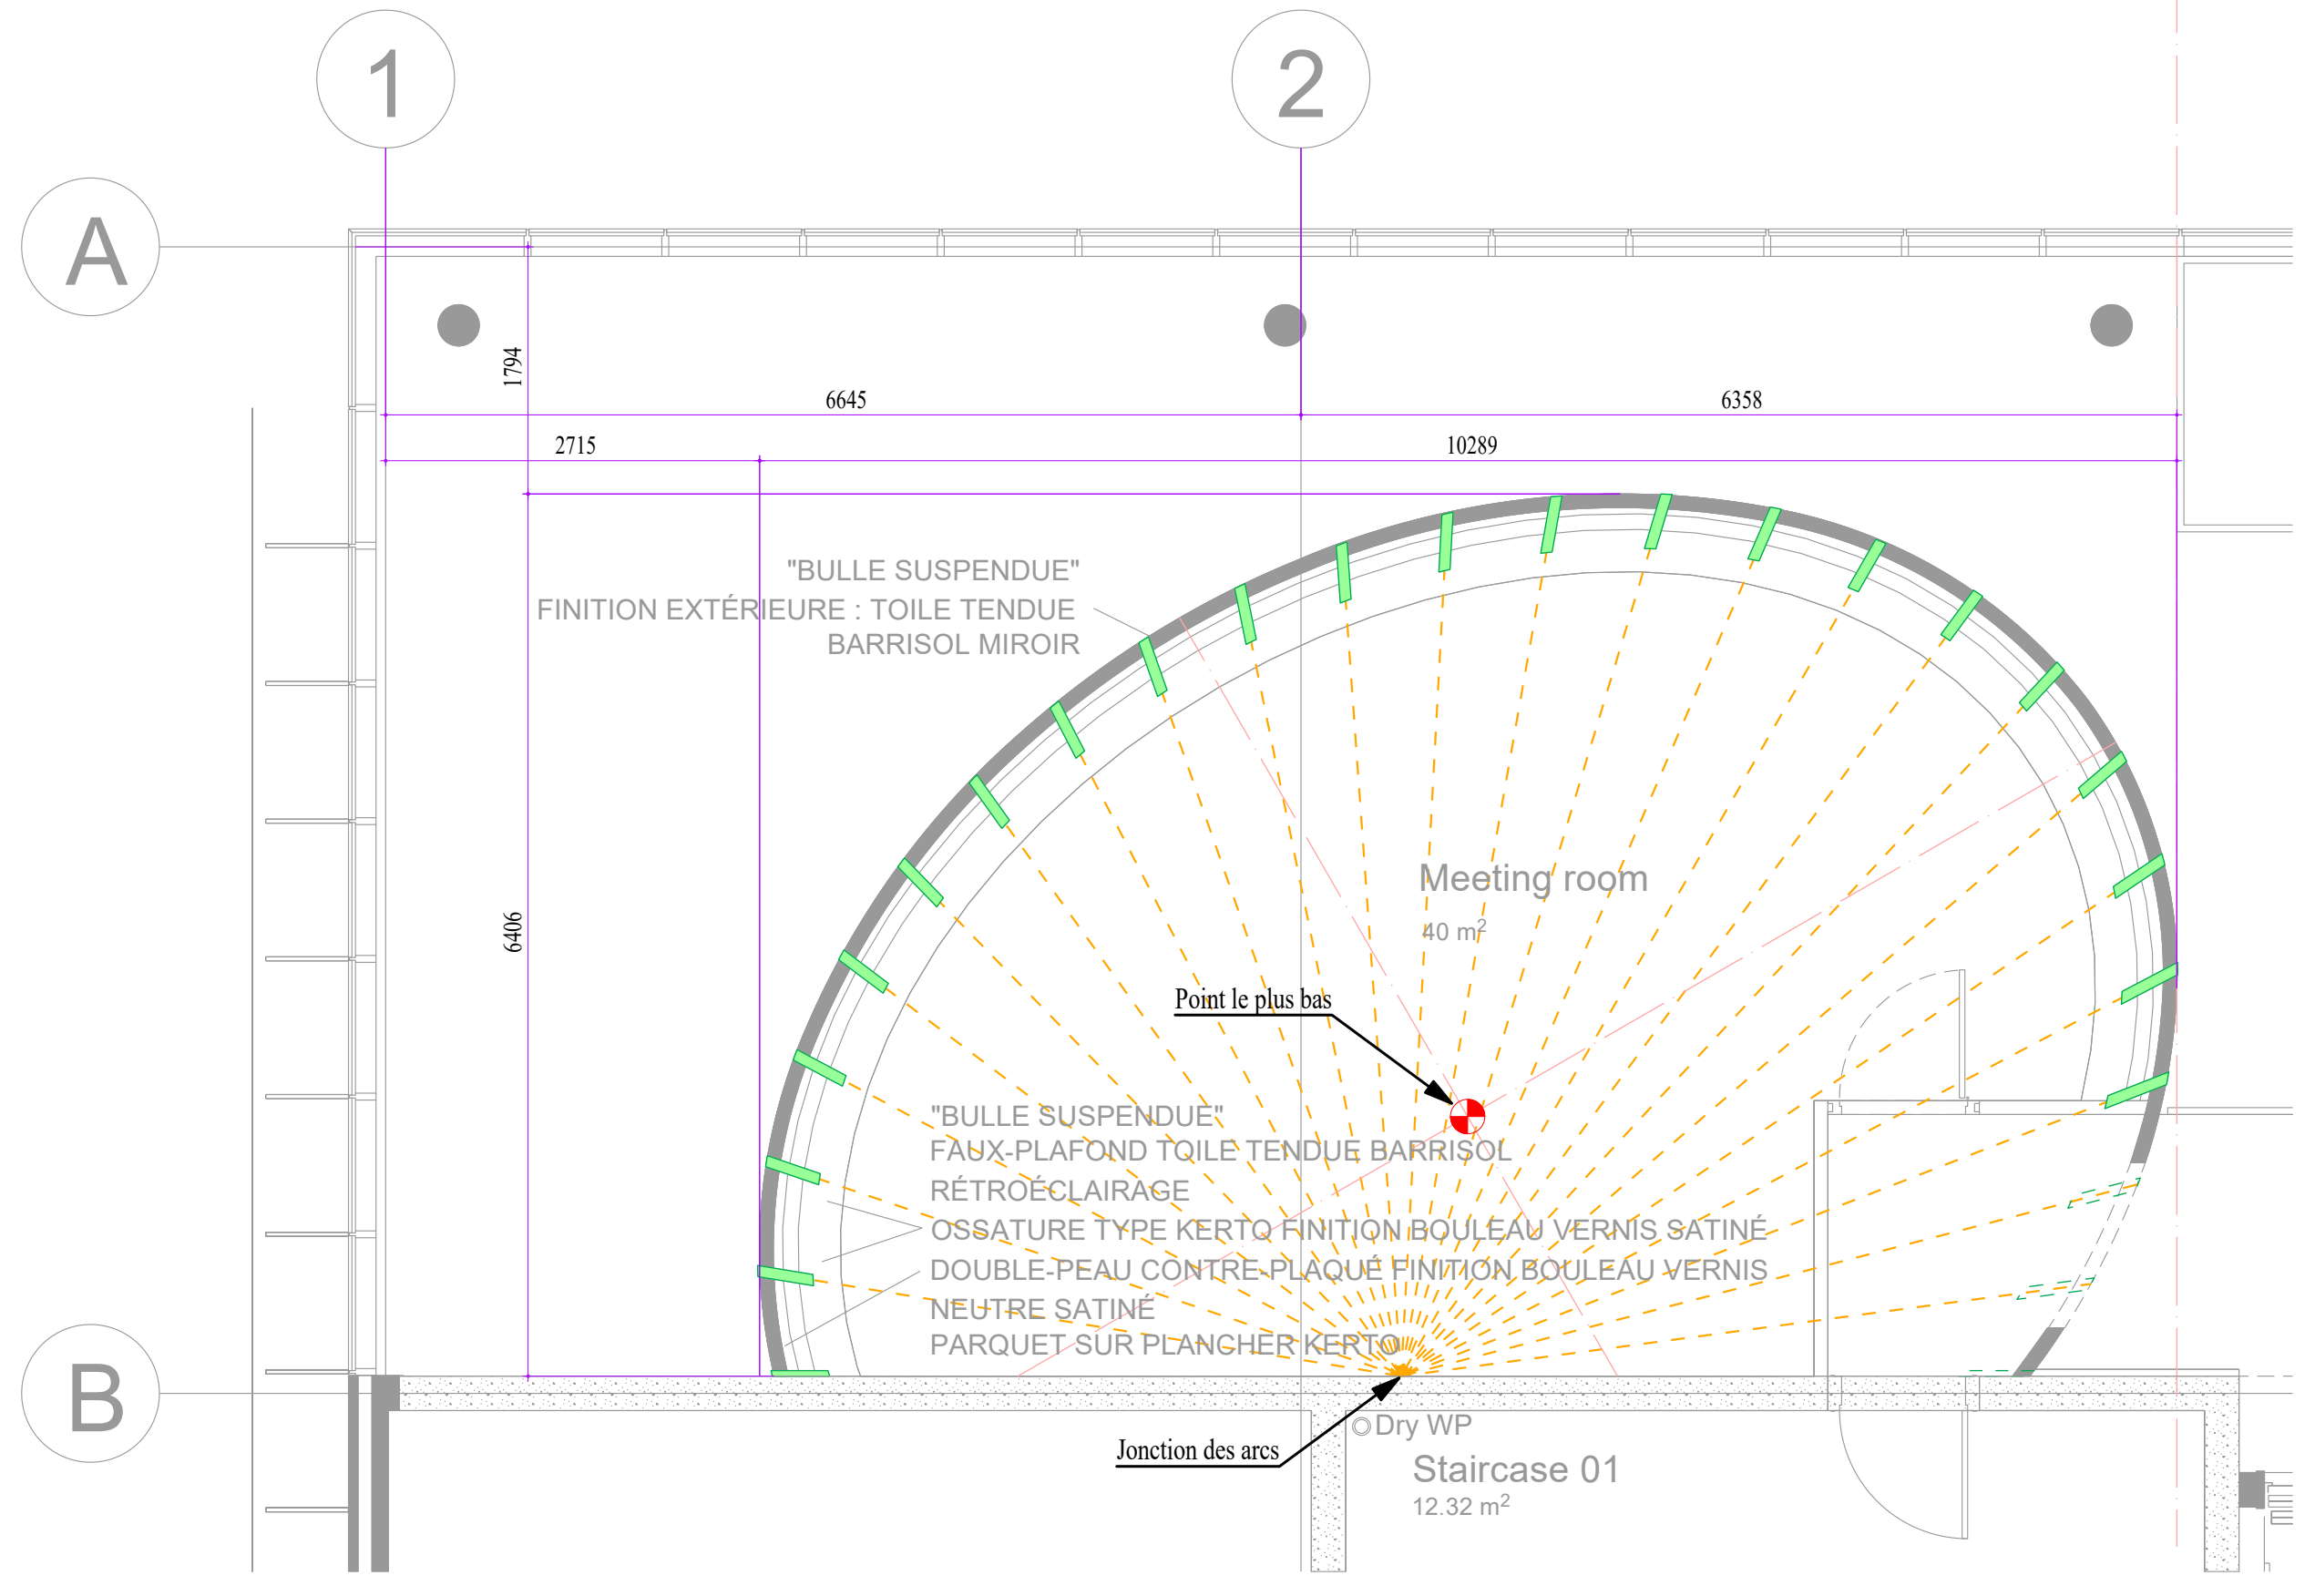 1
2
A
1794
6645
6358
2715
10289
"BULLE SUSPENDUE"
FINITION EXTÉRIEURE : TOILE TENDUE
BARRISOL MIROIR
Meeting room
40 m²
6406
Point le plus bas
"BULLE SUSPENDUE"
FAUX-PLAFOND TOILE TENDUE BARRISOL
RÉTROÉCLAIRAGE
OSSATURE TYPE KERTO FINITION BOULEAU VERNIS SATINÉ
DOUBLE-PEAU CONTRE-PLAQUÉ FINITION BOULEAU VERNIS
NEUTRE SATINÉ
PARQUET SUR PLANCHER KERTO
B
Dry WP
Jonction des arcs
Staircase 01
12.32 m²